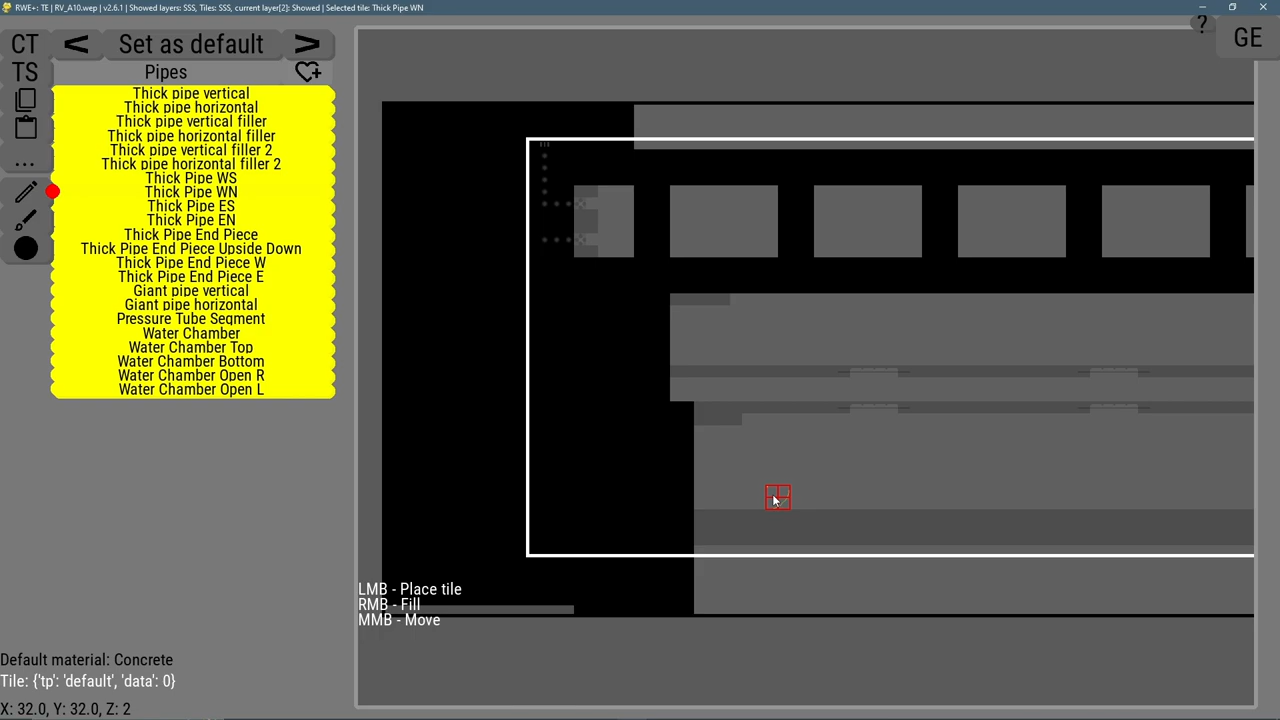 RWE+: TE | RV_A10.wep | v2.6.1 | Showed layers: SSS, Tiles: SSS, current layer[2]: Showed | Selected tile: Thick Pipe WN
CT < Set as default > ? GE
TS Pipes
Thick pipe vertical
Thick pipe horizontal
Thick pipe vertical filler
Thick pipe horizontal filler
Thick pipe vertical filler 2
Thick pipe horizontal filler 2
Thick Pipe WS
Thick Pipe WN
Thick Pipe ES
Thick Pipe EN
Thick Pipe End Piece
Thick Pipe End Piece Upside Down
Thick Pipe End Piece W
Thick Pipe End Piece E
Giant pipe vertical
Giant pipe horizontal
Pressure Tube Segment
Water Chamber
Water Chamber Top
Water Chamber Bottom
Water Chamber Open R
Water Chamber Open L
...
LMB - Place tile
RMB - Fill
MMB - Move
Default material: Concrete
Tile: {'tp': 'default', 'data': 0}
X: 32.0, Y: 32.0, Z: 2